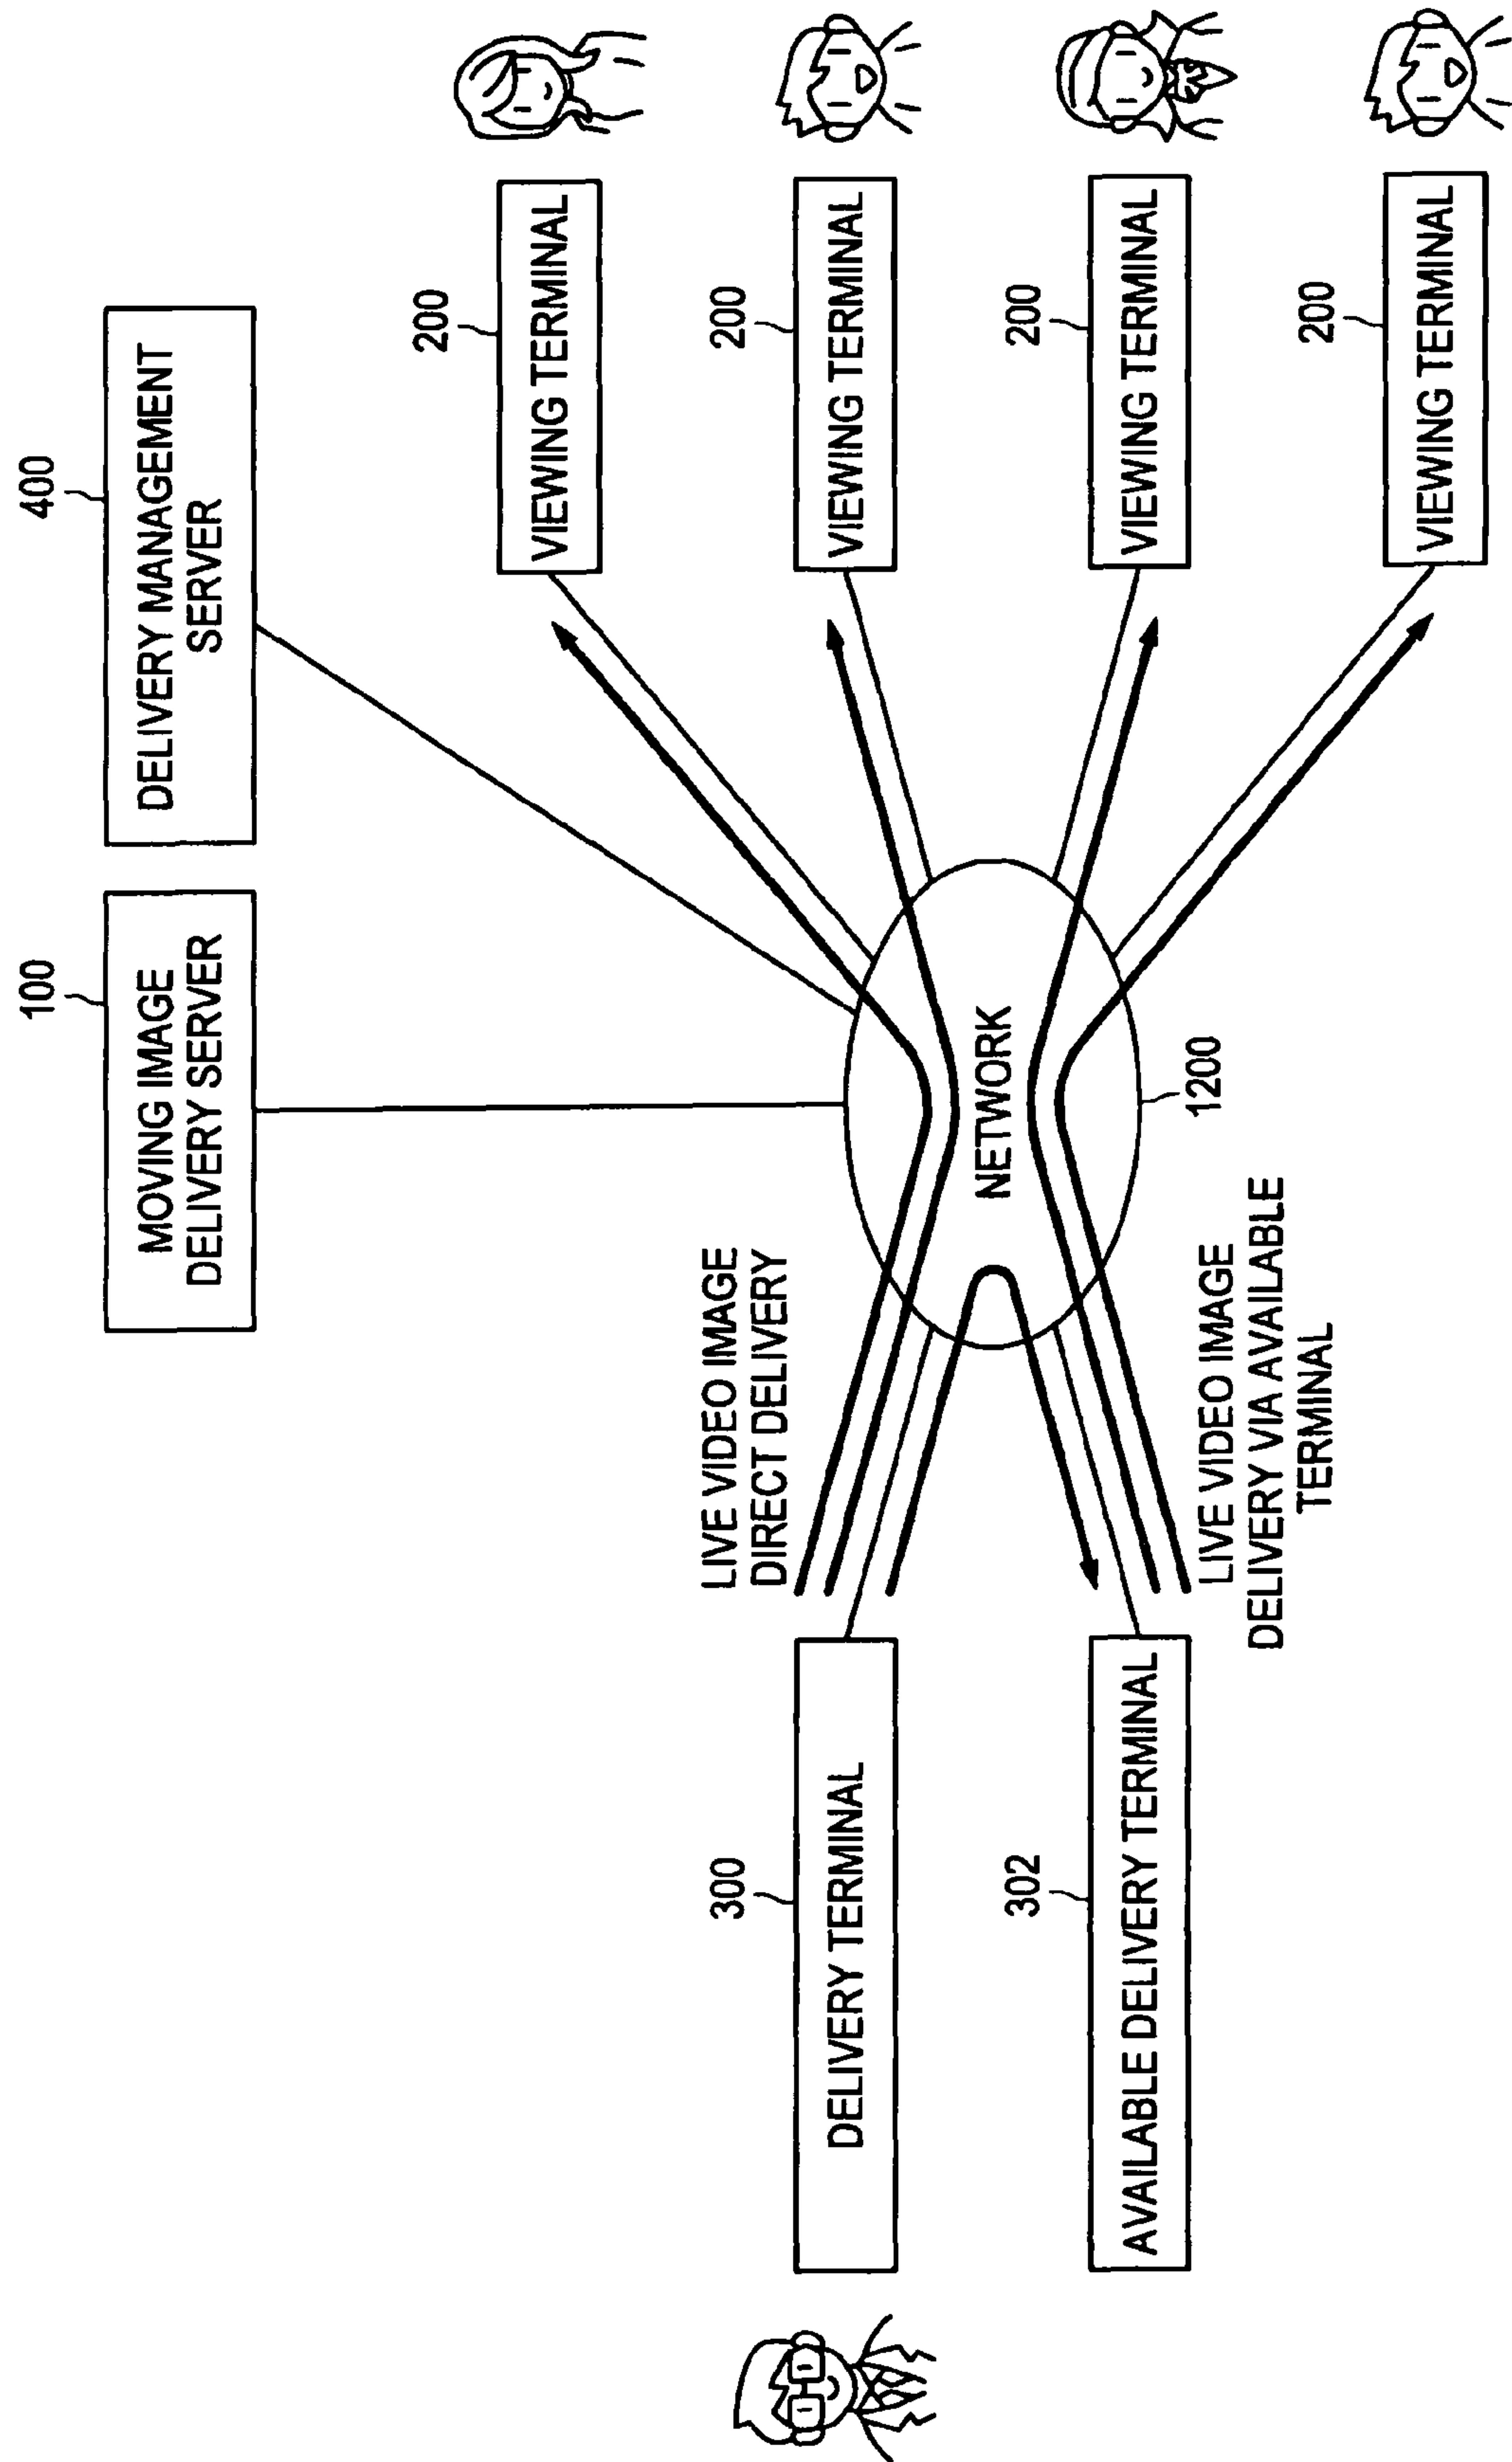 100
MOVING IMAGE
DELIVERY SERVER
400
DELIVERY MANAGEMENT
SERVER
200
VIEWING TERMINAL
300
DELIVERY TERMINAL
LIVE VIDEO IMAGE
DIRECT DELIVERY
200
VIEWING TERMINAL
NETWORK
302
AVAILABLE DELIVERY TERMINAL
200
VIEWING TERMINAL
1200
LIVE VIDEO IMAGE
DELIVERY VIA AVAILABLE
TERMINAL
200
VIEWING TERMINAL